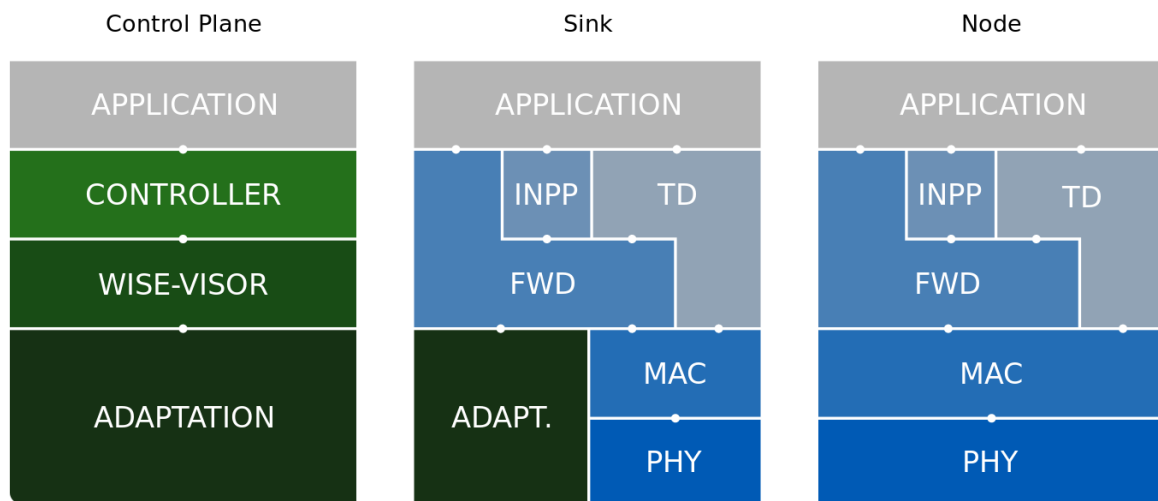 Control Plane
APPLICATION
CONTROLLER
WISE-VISOR
ADAPTATION
Sink
APPLICATION
INPP
TD
FWD
ADAPT.
MAC
PHY
Node
APPLICATION
INPP
TD
FWD
MAC
PHY